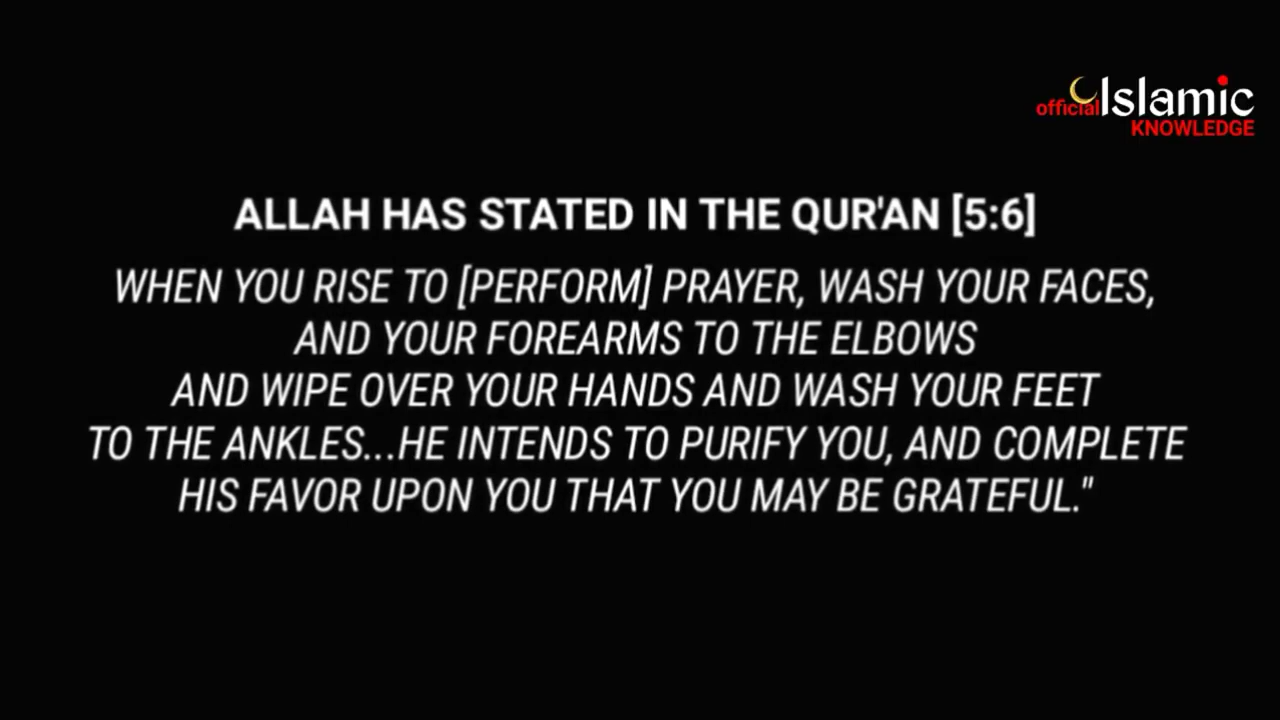 official Islamic
KNOWLEDGE
ALLAH HAS STATED IN THE QUR'AN [5:6]
WHEN YOU RISE TO [PERFORM] PRAYER, WASH YOUR FACES,
AND YOUR FOREARMS TO THE ELBOWS
AND WIPE OVER YOUR HANDS AND WASH YOUR FEET
TO THE ANKLES...HE INTENDS TO PURIFY YOU, AND COMPLETE
HIS FAVOR UPON YOU THAT YOU MAY BE GRATEFUL."